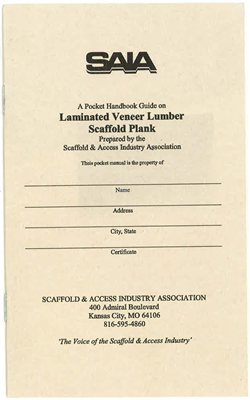 SAIA
A Pocket Handbook Guide on
Laminated Veneer Lumber
Scaffold Plank
Prepared by the
Scaffold & Access Industry Association
This pocket manual is the property of
Name
Address
City, State
Certificate
SCAFFOLD & ACCESS INDUSTRY ASSOCIATION
400 Admiral Boulevard
Kansas City, MO 64106
816-595-4860
'The Voice of the Scaffold & Access Industry'